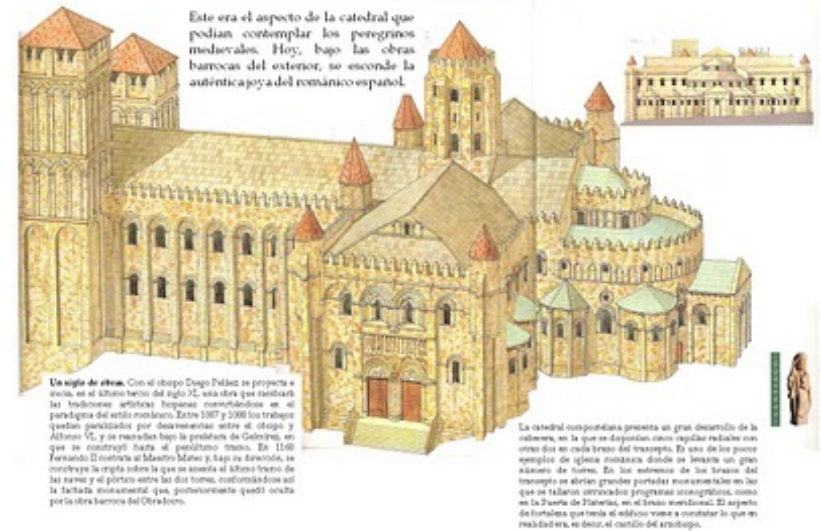 Este era el aspecto de la catedral que
podían contemplar los peregrinos
medievales. Hoy, bajo las obras
barrocas del exterior, se esconde la
auténtica joya del románico español.
Un siglo de obras. Con el obispo Diego Peláez se proyecta e
inicia, en el último tercio del siglo XI, una obra que cambiará
las tradiciones artísticas hispanas convirtiéndose en el
paradigma del estilo románico. Entre 1087 y 1088 los trabajos
quedan paralizados por desavenencias entre el obispo y
Alfonso VI, y se reanudan bajo la prelatura de Gelmírez, en
que se construyó hasta el penúltimo tramo. En 1168
Fernando II contrata al Maestro Mateo y, bajo su dirección, se
construye la cripta sobre la que se asienta el último tramo de
las naves y el pórtico entre las dos torres, conformándose así
la fachada monumental que, posteriormente quedó oculta
por la obra barroca del Obradoiro.
La catedral compostelana presenta un gran desarrollo de la
cabecera, en la que se disponían cinco capillas radiales con
otras dos en cada brazo del transepto. Es uno de los pocos
ejemplos de iglesia románica donde se levanta un gran
número de torres. En los extremos de los brazos del
transepto se abrían grandes portadas monumentales en las
que se tallaron avanzados programas iconográficos, como
en la Puerta de Platerías, en el brazo meridional. El aspecto
de fortaleza que tenía el edificio viene a constatar lo que en
realidad era, es decir, el castillo del arzobispo.